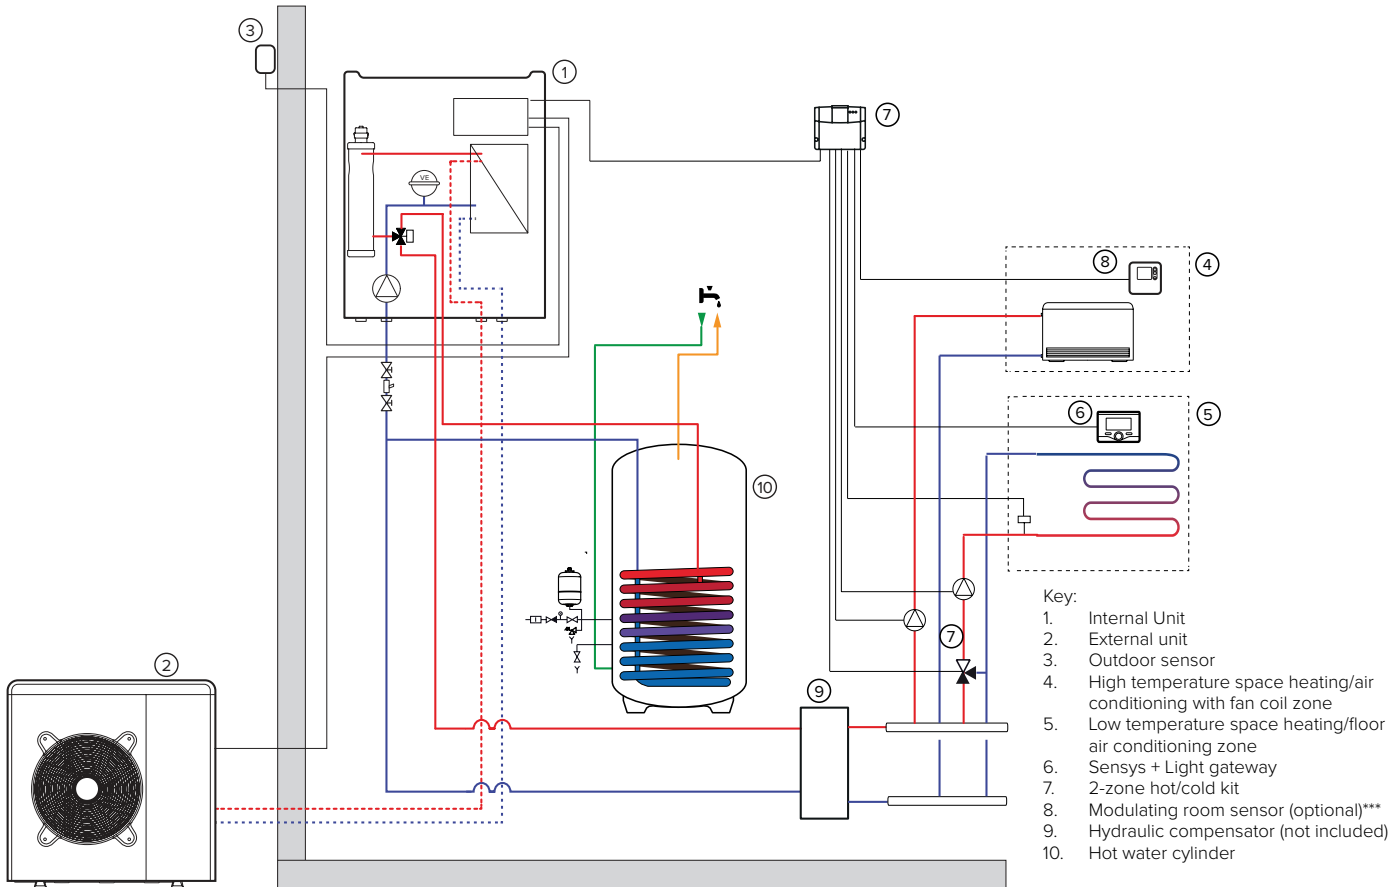 3
1
VE
7
8
4
6
5
10
7
2
9
Key:
1. Internal Unit
2. External unit
3. Outdoor sensor
4. High temperature space heating/air
conditioning with fan coil zone
5. Low temperature space heating/floor
air conditioning zone
6. Sensys + Light gateway
7. 2-zone hot/cold kit
8. Modulating room sensor (optional)***
9. Hydraulic compensator (not included)
10. Hot water cylinder